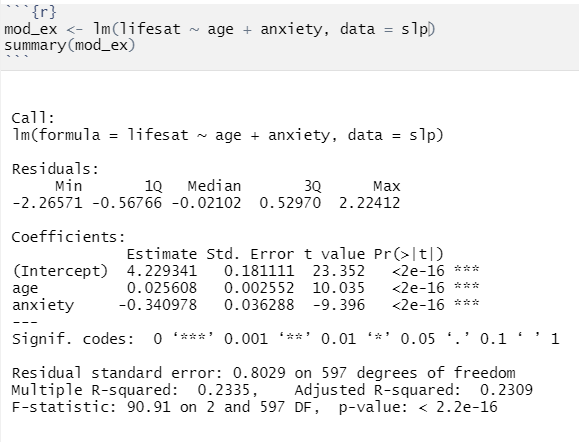 ```{r}
mod_ex <- lm(lifesat ~ age + anxiety, data = slp)
summary(mod_ex)
```
Call:
lm(formula = lifesat ~ age + anxiety, data = slp)
Residuals:
     Min       1Q   Median       3Q      Max
-2.26571 -0.56766 -0.02102  0.52970  2.22412
Coefficients:
             Estimate Std. Error t value Pr(>|t|)
(Intercept)  4.229341   0.181111  23.352   <2e-16 ***
age          0.025608   0.002552  10.035   <2e-16 ***
anxiety     -0.340978   0.036288  -9.396   <2e-16 ***
---
Signif. codes:  0 ‘***’ 0.001 ‘**’ 0.01 ‘*’ 0.05 ‘.’ 0.1 ‘ ’ 1
Residual standard error: 0.8029 on 597 degrees of freedom
Multiple R-squared:  0.2335,    Adjusted R-squared:  0.2309
F-statistic: 90.91 on 2 and 597 DF,  p-value: < 2.2e-16